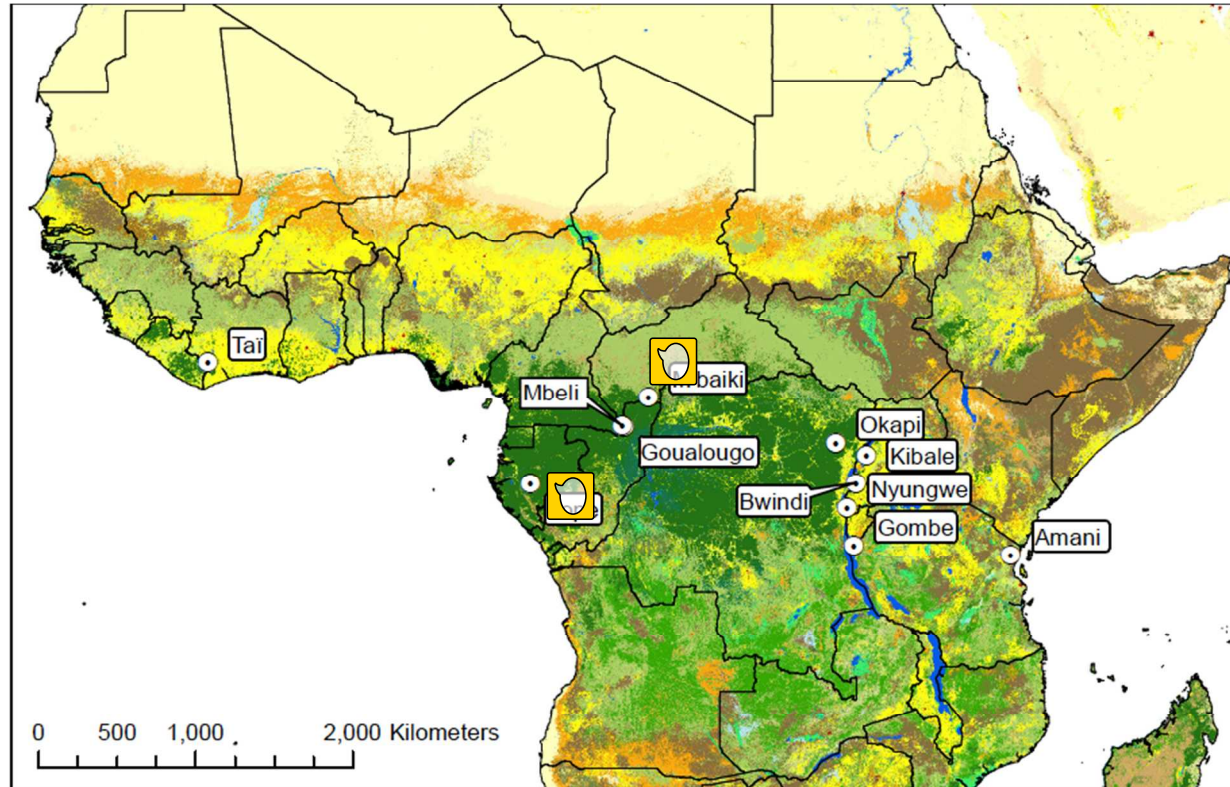 Taï
Mbeli
Goualougo
Okapi
Kibale
Bwindi
Nyungwe
Gombe
Amani
0 500 1,000 2,000 Kilometers